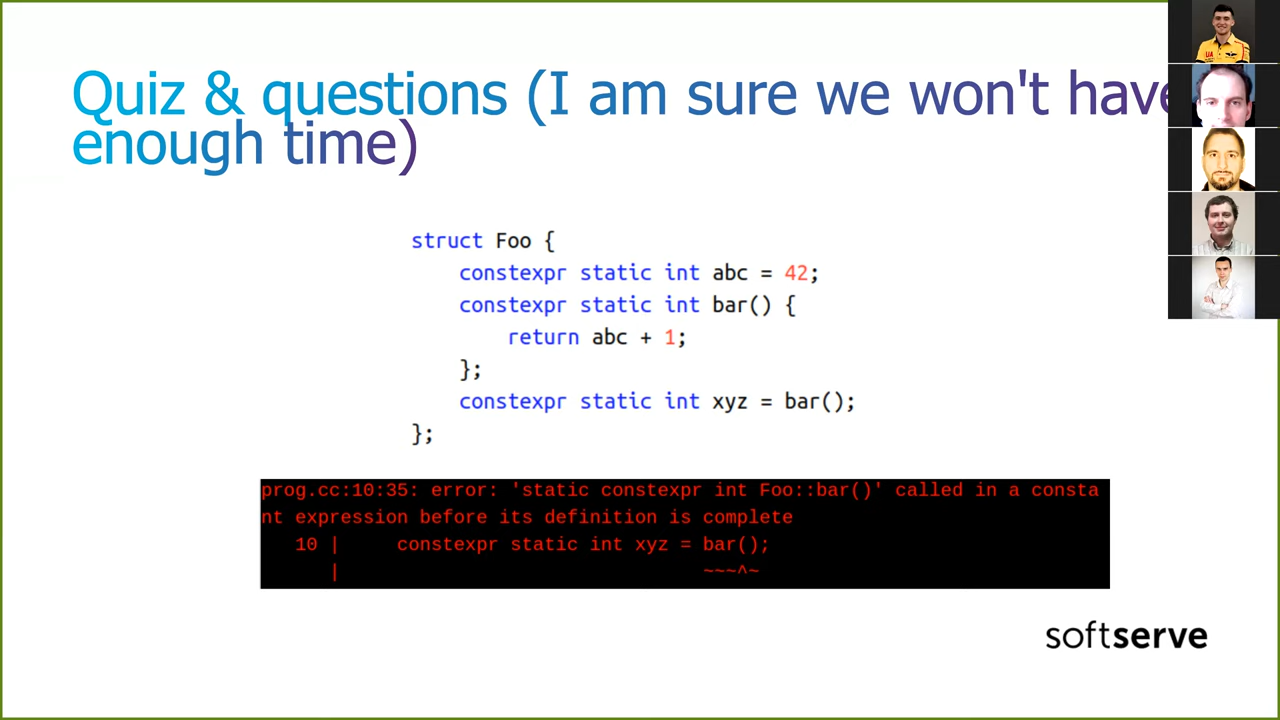 Quiz & questions (I am sure we won't have
enough time)
struct Foo {
constexpr static int abc = 42;
constexpr static int bar() {
return abc + 1;
};
constexpr static int xyz = bar();
};
prog.cc:10:35: error: 'static constexpr int Foo::bar()' called in a consta
nt expression before its definition is complete
10 | constexpr static int xyz = bar();
| ~~~^~
softserve
UA